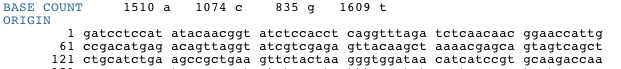 BASE COUNT 1510 a 1074 c 835 g 1609 t
ORIGIN
1 gatcctccat atacaacggt atctccacct caggtttaga tctcaacaac ggaaccattg
61 ccgacatgag acagttaggt atcgtcgaga gttacaagct aaaacgagca gtagtcagct
121 ctgcatctga agccgctgaa gttctactaa gggtggataa catcatccgt gcaagaccaa